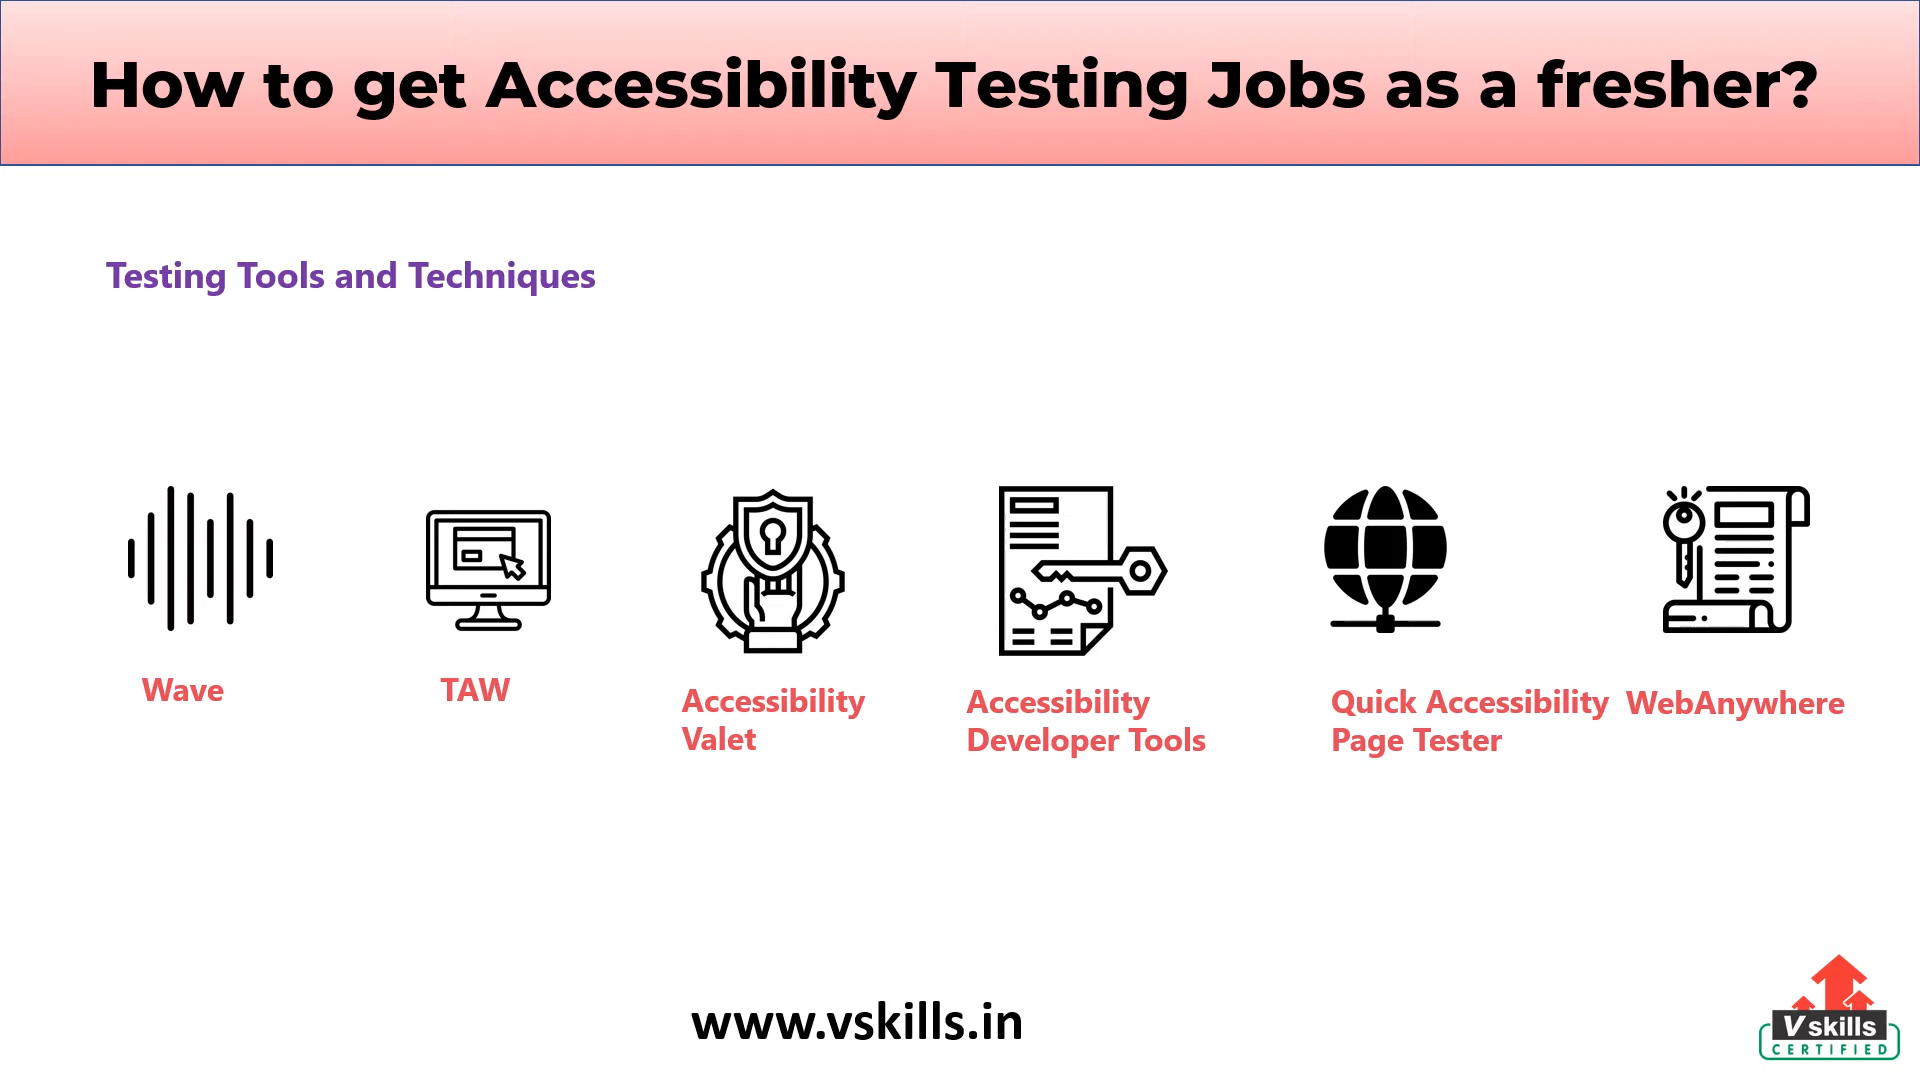 How to get Accessibility Testing Jobs as a fresher?
Testing Tools and Techniques
Wave
TAW
Accessibility
Valet
Accessibility
Developer Tools
Quick Accessibility
Page Tester
WebAnywhere
www.vskills.in
Vskills
CERTIFIED